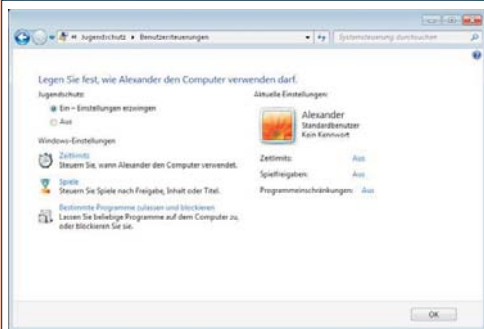 « Jugendschutz ▸ Benutzersteuerungen
Systemsteuerung durchsuchen
Legen Sie fest, wie Alexander den Computer verwenden darf.
Jugendschutz:
Ein – Einstellungen erzwingen
Aus
Windows-Einstellungen
Zeitlimits
Steuern Sie, wann Alexander den Computer verwendet.
Spiele
Steuern Sie Spiele nach Freigabe, Inhalt oder Titel.
Bestimmte Programme zulassen und blockieren
Lassen Sie beliebige Programme auf dem Computer zu,
oder blockieren Sie sie.
Aktuelle Einstellungen:
Alexander
Standardbenutzer
Kein Kennwort
Zeitlimits: Aus
Spielfreigaben: Aus
Programmeinschränkungen: Aus
OK